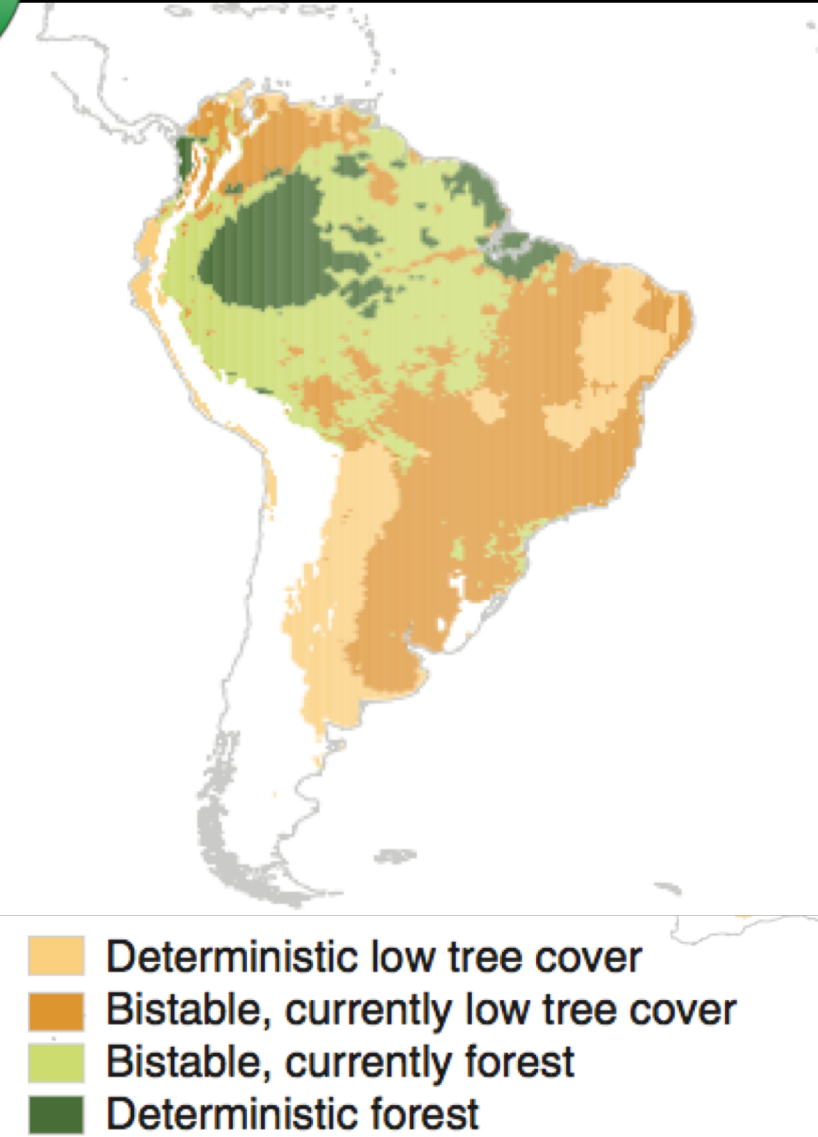 Deterministic low tree cover
Bistable, currently low tree cover
Bistable, currently forest
Deterministic forest